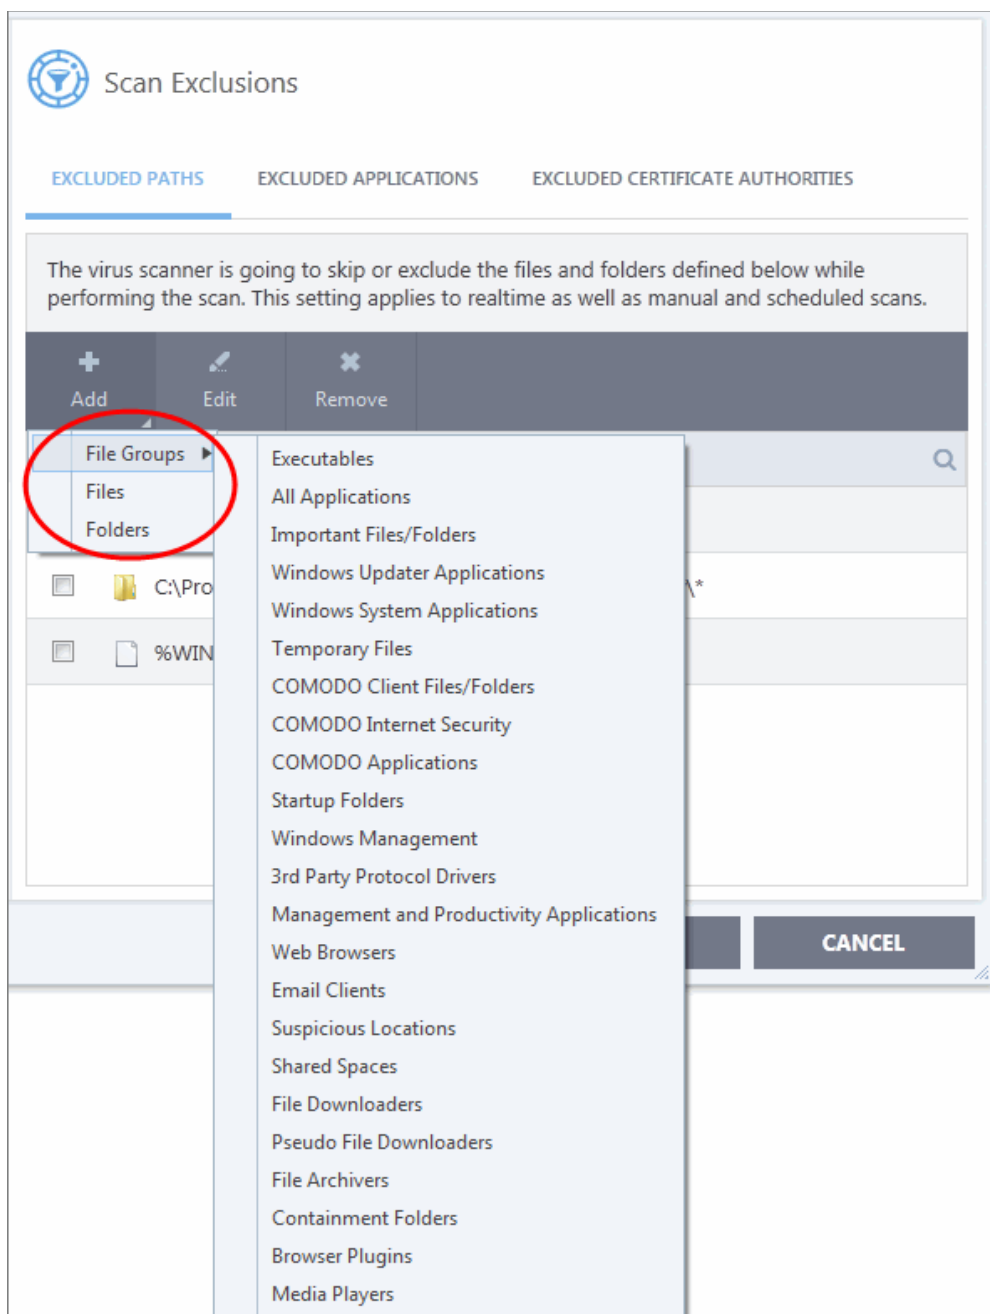 Scan Exclusions
EXCLUDED PATHS EXCLUDED APPLICATIONS EXCLUDED CERTIFICATE AUTHORITIES
The virus scanner is going to skip or exclude the files and folders defined below while
performing the scan. This setting applies to realtime as well as manual and scheduled scans.
Add Edit Remove
File Groups
Files
Folders
Executables
All Applications
Important Files/Folders
Windows Updater Applications
Windows System Applications
Temporary Files
COMODO Client Files/Folders
COMODO Internet Security
COMODO Applications
Startup Folders
Windows Management
3rd Party Protocol Drivers
Management and Productivity Applications
Web Browsers
Email Clients
Suspicious Locations
Shared Spaces
File Downloaders
Pseudo File Downloaders
File Archivers
Containment Folders
Browser Plugins
Media Players
C:\Pro \*
%WIN
CANCEL